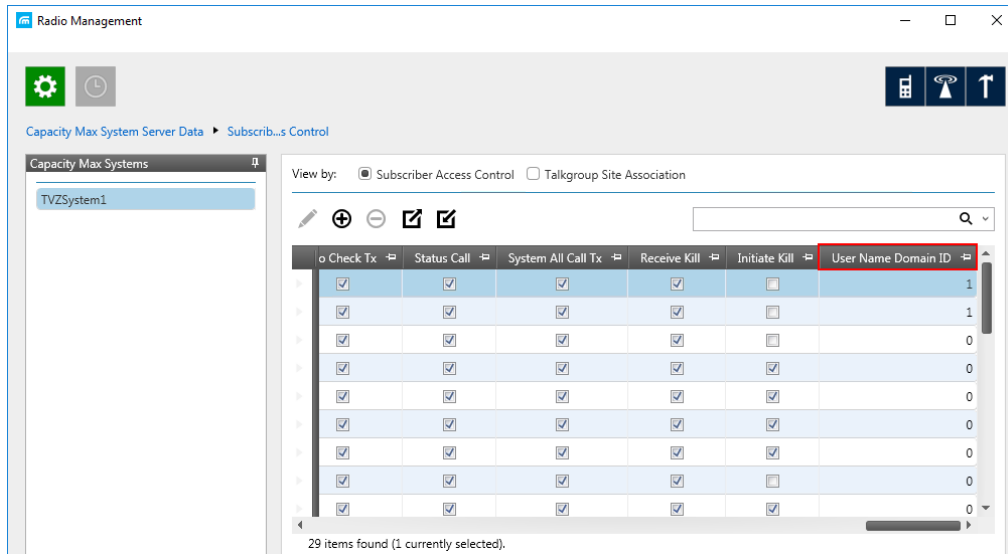 Radio Management
Capacity Max System Server Data ▸ Subscrib...s Control
Capacity Max Systems
TVZSystem1
View by: Subscriber Access Control Talkgroup Site Association
o Check Tx Status Call System All Call Tx Receive Kill Initiate Kill User Name Domain ID
1
1
0
0
0
0
0
0
0
29 items found (1 currently selected).